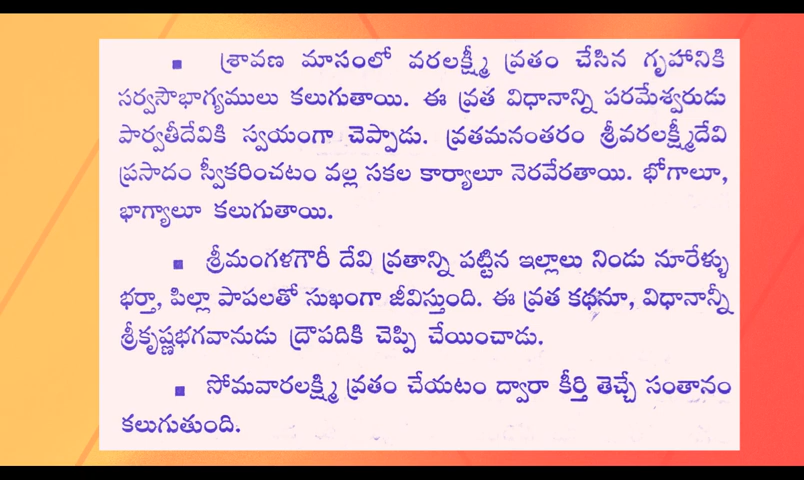 ▪ శ్రావణ మాసంలో వరలక్ష్మీ వ్రతం చేసిన గృహానికి
సర్వసౌభాగ్యములు కలుగుతాయి. ఈ వ్రత విధానాన్ని పరమేశ్వరుడు
పార్వతీదేవికి స్వయంగా చెప్పాడు. వ్రతమనంతరం శ్రీవరలక్ష్మీదేవి
ప్రసాదం స్వీకరించటం వల్ల సకల కార్యాలూ నెరవేరతాయి. భోగాలూ,
భాగ్యాలూ కలుగుతాయి.
▪ శ్రీమంగళగౌరీ దేవి వ్రతాన్ని పట్టిన ఇల్లాలు నిండు నూరేళ్ళు
భర్తా, పిల్లా పాపలతో సుఖంగా జీవిస్తుంది. ఈ వ్రత కథనూ, విధానాన్నీ
శ్రీకృష్ణభగవానుడు ద్రౌపదికి చెప్పి చేయించాడు.
▪ సోమవారలక్ష్మి వ్రతం చేయటం ద్వారా కీర్తి తెచ్చే సంతానం
కలుగుతుంది.